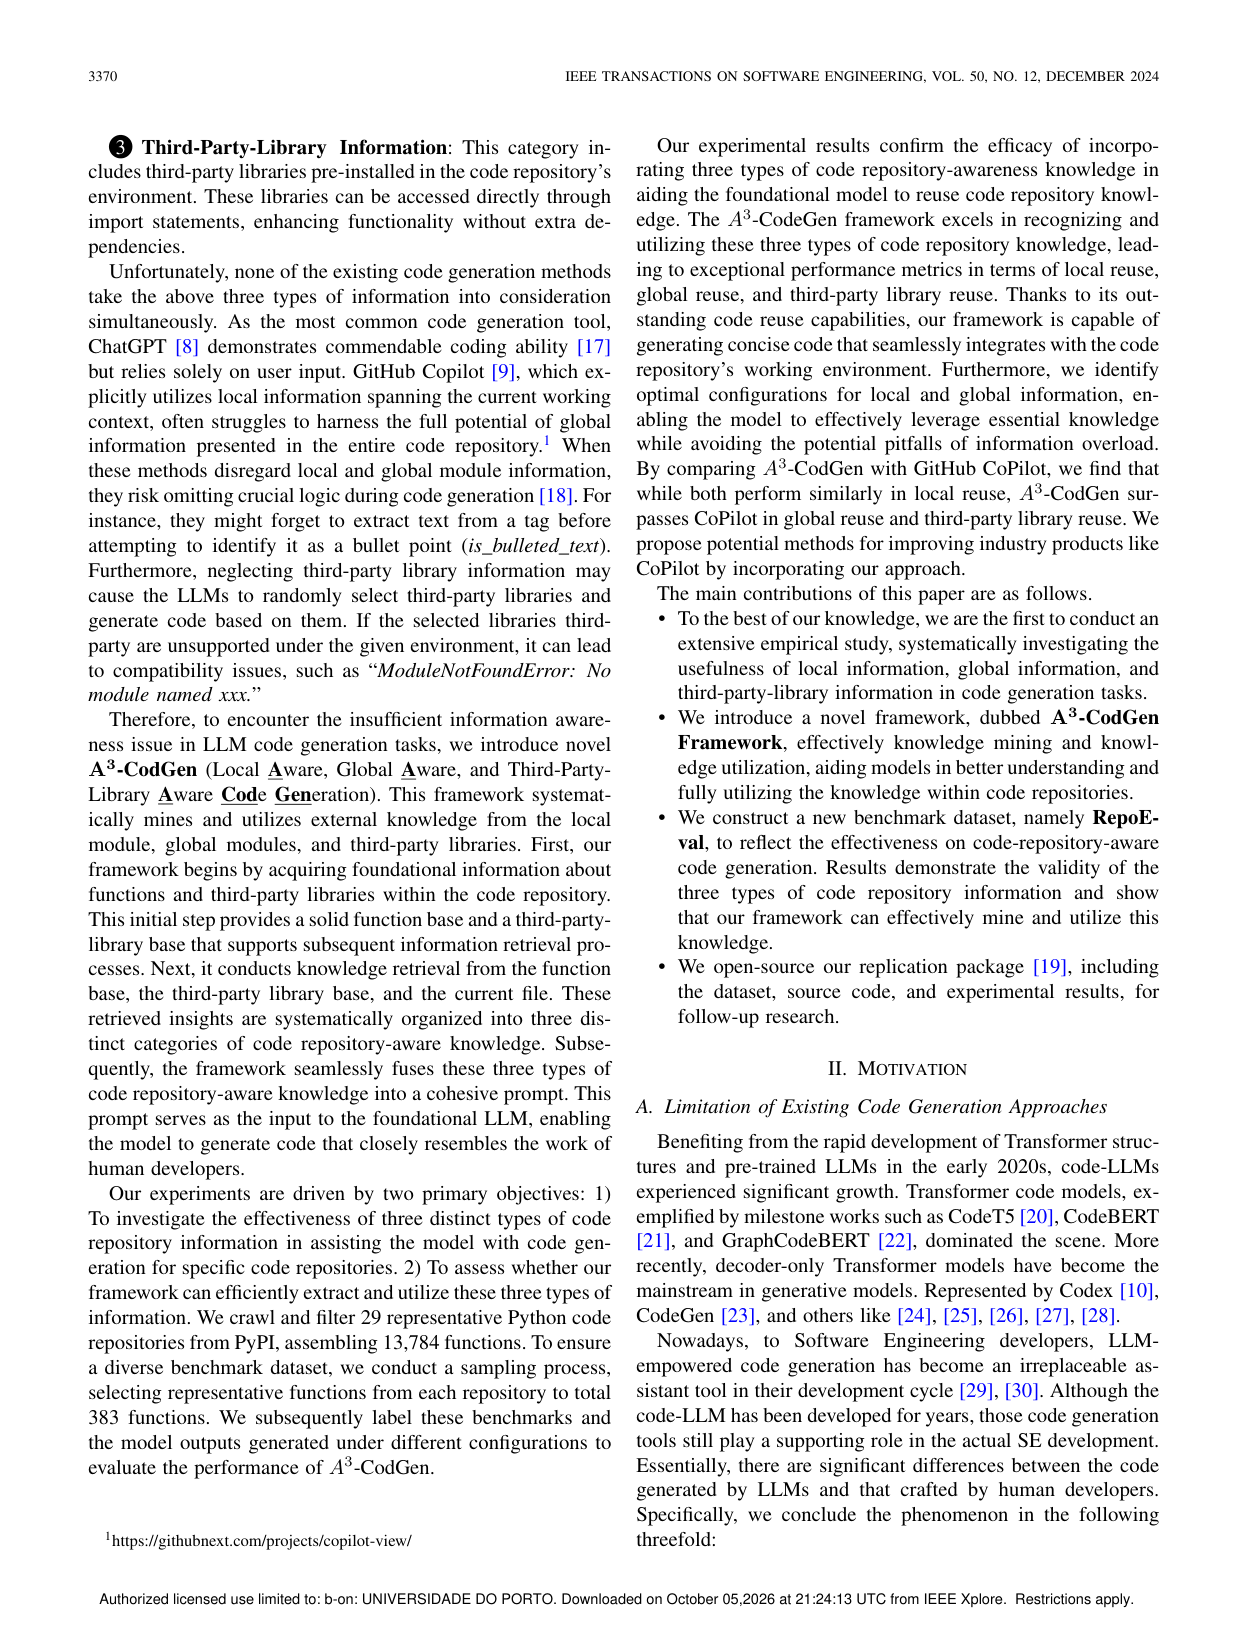 3370
IEEE TRANSACTIONS ON SOFTWARE ENGINEERING, VOL. 50, NO. 12, DECEMBER 2024
3 Third-Party-Library Information: This category in-
cludes third-party libraries pre-installed in the code repository's
environment. These libraries can be accessed directly through
import statements, enhancing functionality without extra de-
pendencies.
Unfortunately, none of the existing code generation methods
take the above three types of information into consideration
simultaneously. As the most common code generation tool,
ChatGPT [8] demonstrates commendable coding ability [17]
but relies solely on user input. GitHub Copilot [9], which ex-
plicitly utilizes local information spanning the current working
context, often struggles to harness the full potential of global
information presented in the entire code repository.1 When
these methods disregard local and global module information,
they risk omitting crucial logic during code generation [18]. For
instance, they might forget to extract text from a tag before
attempting to identify it as a bullet point (is_bulleted_text).
Furthermore, neglecting third-party library information may
cause the LLMs to randomly select third-party libraries and
generate code based on them. If the selected libraries third-
party are unsupported under the given environment, it can lead
to compatibility issues, such as “ModuleNotFoundError: No
module named xxx.”
Therefore, to encounter the insufficient information aware-
ness issue in LLM code generation tasks, we introduce novel
A3-CodGen (Local Aware, Global Aware, and Third-Party-
Library Aware Code Generation). This framework systemat-
ically mines and utilizes external knowledge from the local
module, global modules, and third-party libraries. First, our
framework begins by acquiring foundational information about
functions and third-party libraries within the code repository.
This initial step provides a solid function base and a third-party-
library base that supports subsequent information retrieval pro-
cesses. Next, it conducts knowledge retrieval from the function
base, the third-party library base, and the current file. These
retrieved insights are systematically organized into three dis-
tinct categories of code repository-aware knowledge. Subse-
quently, the framework seamlessly fuses these three types of
code repository-aware knowledge into a cohesive prompt. This
prompt serves as the input to the foundational LLM, enabling
the model to generate code that closely resembles the work of
human developers.
Our experiments are driven by two primary objectives: 1)
To investigate the effectiveness of three distinct types of code
repository information in assisting the model with code gen-
eration for specific code repositories. 2) To assess whether our
framework can efficiently extract and utilize these three types of
information. We crawl and filter 29 representative Python code
repositories from PyPI, assembling 13,784 functions. To ensure
a diverse benchmark dataset, we conduct a sampling process,
selecting representative functions from each repository to total
383 functions. We subsequently label these benchmarks and
the model outputs generated under different configurations to
evaluate the performance of A3-CodGen.
1https://githubnext.com/projects/copilot-view/
Our experimental results confirm the efficacy of incorpo-
rating three types of code repository-awareness knowledge in
aiding the foundational model to reuse code repository knowl-
edge. The A3-CodeGen framework excels in recognizing and
utilizing these three types of code repository knowledge, lead-
ing to exceptional performance metrics in terms of local reuse,
global reuse, and third-party library reuse. Thanks to its out-
standing code reuse capabilities, our framework is capable of
generating concise code that seamlessly integrates with the code
repository's working environment. Furthermore, we identify
optimal configurations for local and global information, en-
abling the model to effectively leverage essential knowledge
while avoiding the potential pitfalls of information overload.
By comparing A3-CodGen with GitHub CoPilot, we find that
while both perform similarly in local reuse, A3-CodGen sur-
passes CoPilot in global reuse and third-party library reuse. We
propose potential methods for improving industry products like
CoPilot by incorporating our approach.
The main contributions of this paper are as follows.
• To the best of our knowledge, we are the first to conduct an
extensive empirical study, systematically investigating the
usefulness of local information, global information, and
third-party-library information in code generation tasks.
• We introduce a novel framework, dubbed A3-CodGen
Framework, effectively knowledge mining and knowl-
edge utilization, aiding models in better understanding and
fully utilizing the knowledge within code repositories.
• We construct a new benchmark dataset, namely RepoE-
val, to reflect the effectiveness on code-repository-aware
code generation. Results demonstrate the validity of the
three types of code repository information and show
that our framework can effectively mine and utilize this
knowledge.
• We open-source our replication package [19], including
the dataset, source code, and experimental results, for
follow-up research.
II. MOTIVATION
A. Limitation of Existing Code Generation Approaches
Benefiting from the rapid development of Transformer struc-
tures and pre-trained LLMs in the early 2020s, code-LLMs
experienced significant growth. Transformer code models, ex-
emplified by milestone works such as CodeT5 [20], CodeBERT
[21], and GraphCodeBERT [22], dominated the scene. More
recently, decoder-only Transformer models have become the
mainstream in generative models. Represented by Codex [10],
CodeGen [23], and others like [24], [25], [26], [27], [28].
Nowadays, to Software Engineering developers, LLM-
empowered code generation has become an irreplaceable as-
sistant tool in their development cycle [29], [30]. Although the
code-LLM has been developed for years, those code generation
tools still play a supporting role in the actual SE development.
Essentially, there are significant differences between the code
generated by LLMs and that crafted by human developers.
Specifically, we conclude the phenomenon in the following
threefold:
Authorized licensed use limited to: b-on: UNIVERSIDADE DO PORTO. Downloaded on October 05,2026 at 21:24:13 UTC from IEEE Xplore. Restrictions apply.